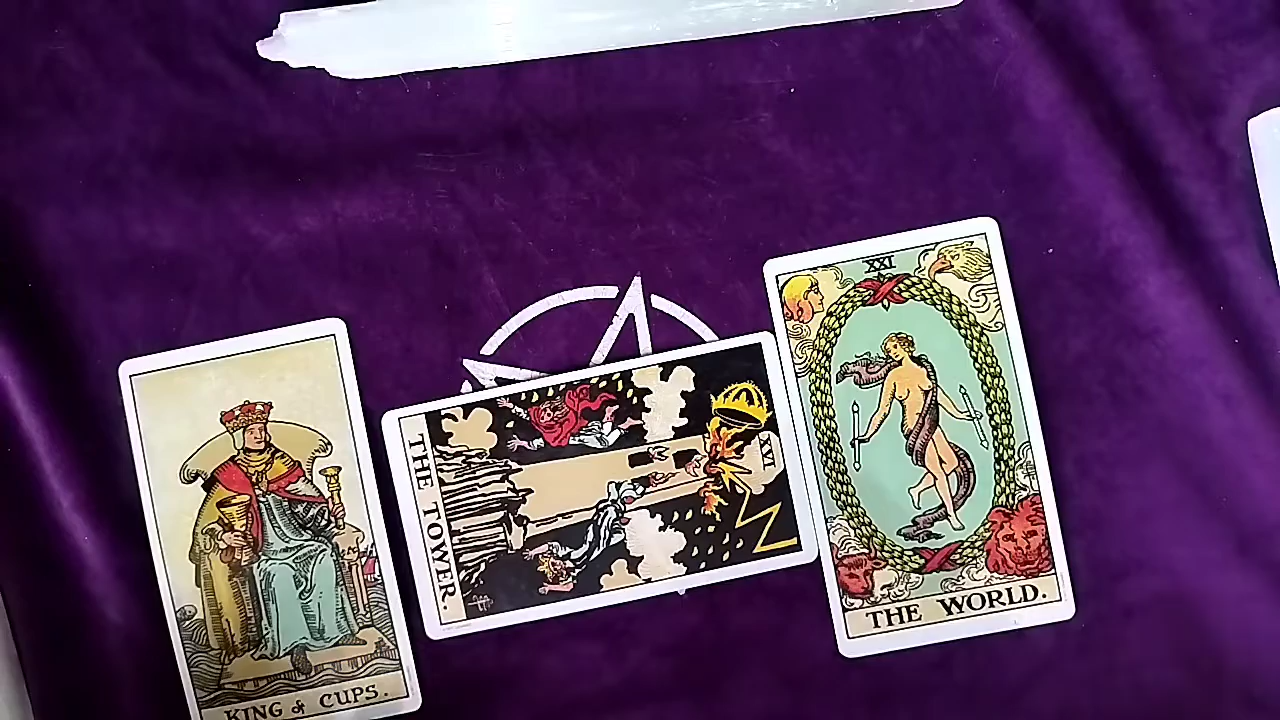 KING of CUPS.
XVI
THE TOWER.
XXI
THE WORLD.